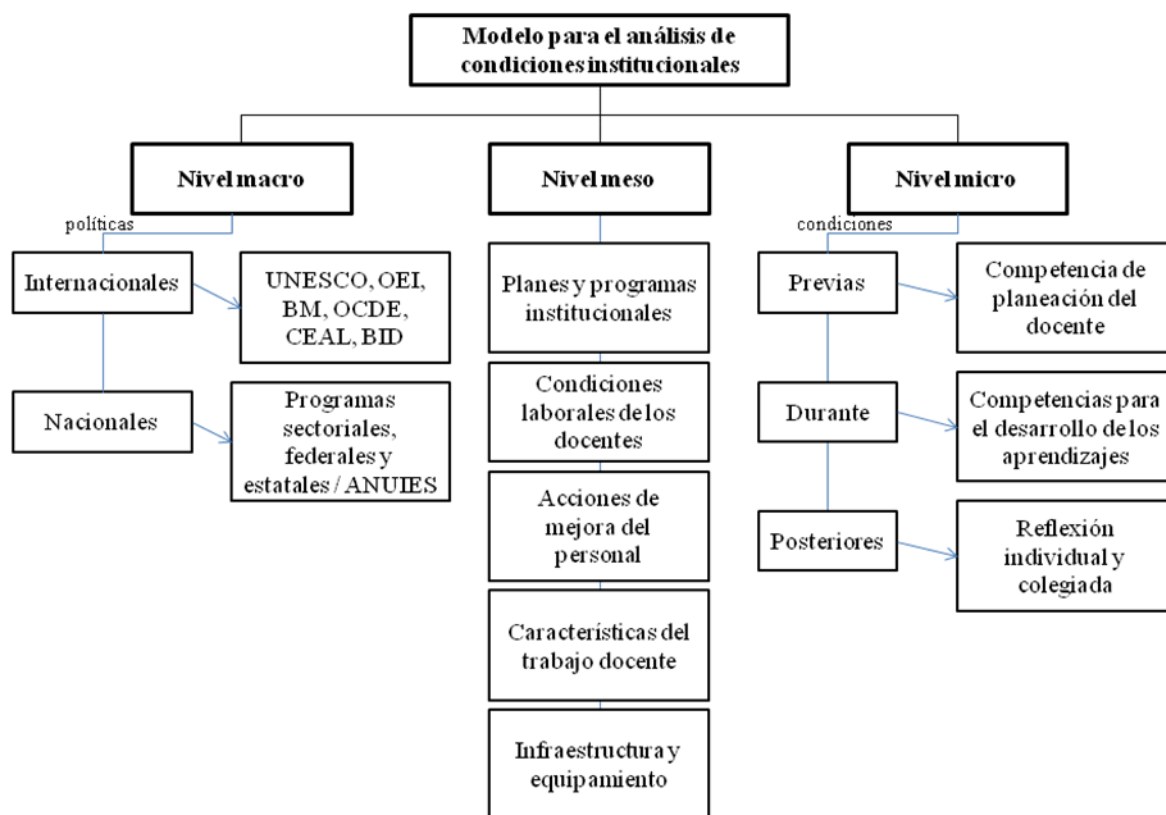 Modelo para el análisis de
condiciones institucionales
Nivel macro
Nivel meso
Nivel micro
políticas
condiciones
Internacionales
UNESCO, OEI,
BM, OCDE,
CEAL, BID
Nacionales
Programas
sectoriales,
federales y
estatales / ANUIES
Planes y programas
institucionales
Condiciones
laborales de los
docentes
Acciones de
mejora del
personal
Características del
trabajo docente
Infraestructura y
equipamiento
Previas
Competencia de
planeación del
docente
Durante
Competencias para
el desarrollo de los
aprendizajes
Posteriores
Reflexión
individual y
colegiada